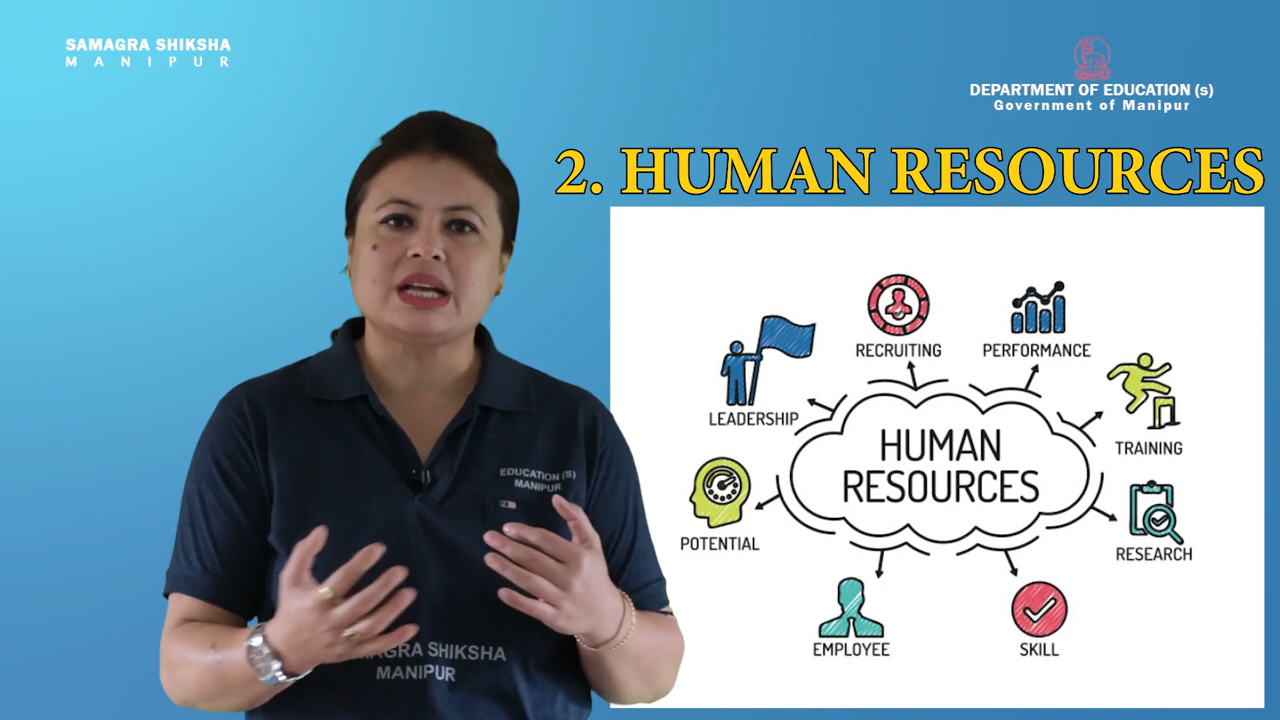 SAMAGRA SHIKSHA
MANIPUR
DEPARTMENT OF EDUCATION (s)
Government of Manipur
2. HUMAN RESOURCES
RECRUITING
PERFORMANCE
LEADERSHIP
TRAINING
HUMAN
RESOURCES
POTENTIAL
RESEARCH
EMPLOYEE
SKILL
EDUCATION (S)
MANIPUR
AGRA SHIKSHA
MANIPUR